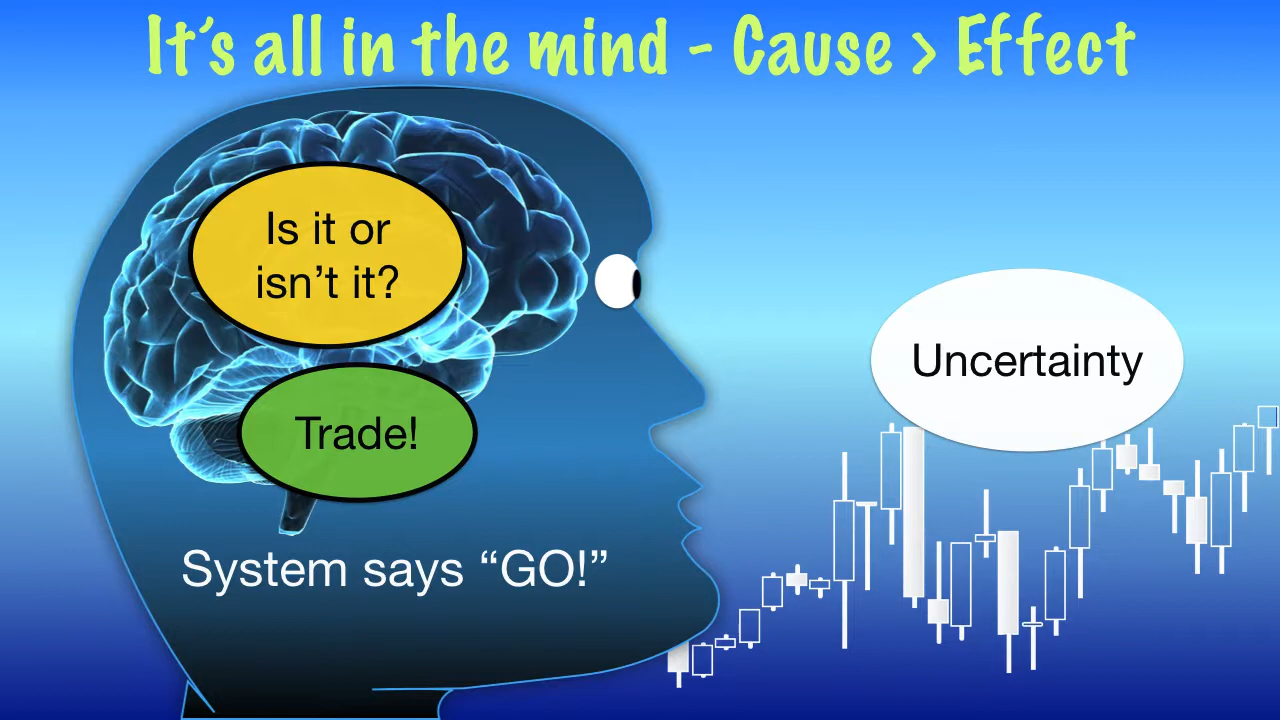 It's all in the mind - Cause > Effect
Is it or
isn't it?
Uncertainty
Trade!
System says “GO!”